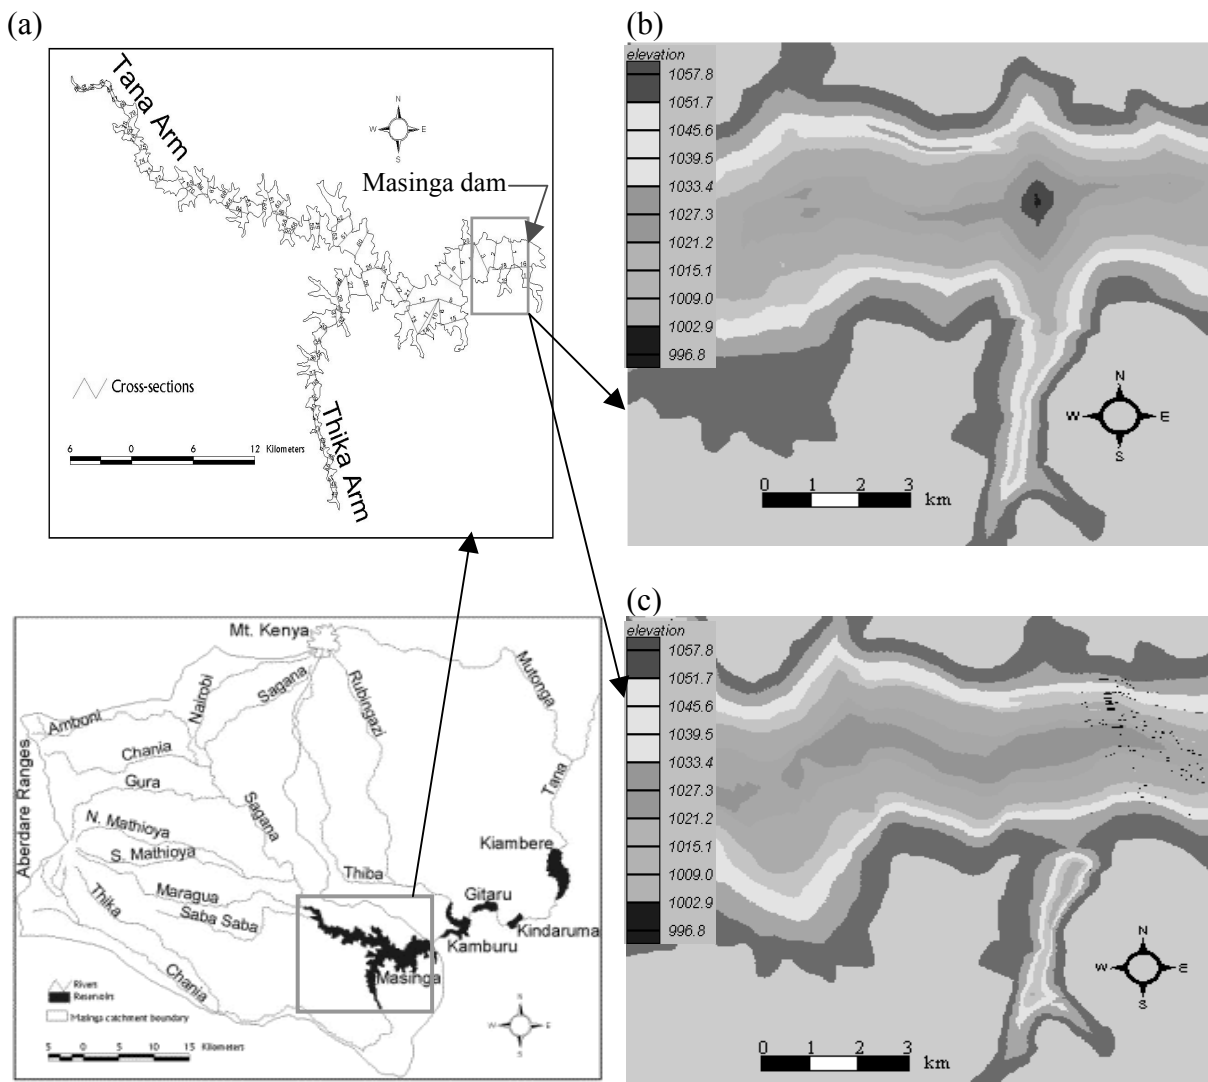 (a)
Tana Arm
N
W E
S
Masinga dam
Cross-sections
Thika Arm
6 0 6 12 Kilometers
(b)
elevation
1057.8
1051.7
1045.6
1039.5
1033.4
1027.3
1021.2
1015.1
1009.0
1002.9
996.8
N
W E
S
0 1 2 3
km
Mt. Kenya
Nairobi
Sagana
Rubingazi
Mutonga
Amboni
Chania
Gura
Aberdare Ranges
N. Mathioya
S. Mathioya
Sagana
Tana
Kiambere
Thiba
Maragua
Saba Saba
Thika
Gitaru
Kindaruma
Kamburu
Masinga
Chania
Rivers
Reservoirs
Masinga catchment boundary
N
W E
S
5 0 5 10 15 Kilometers
(c)
elevation
1057.8
1051.7
1045.6
1039.5
1033.4
1027.3
1021.2
1015.1
1009.0
1002.9
996.8
N
W E
S
0 1 2 3
km